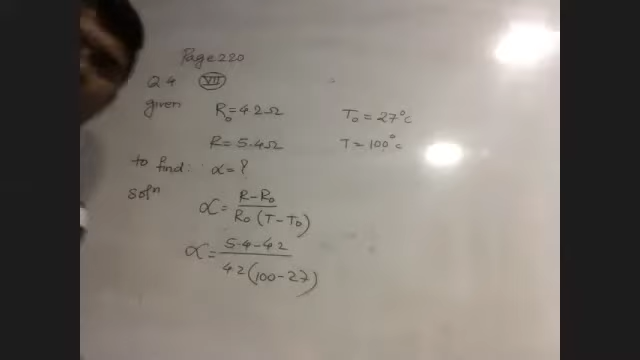 Page 220
Q 4 VII
given R₀ = 4.2Ω T₀ = 27°c
R = 5.4Ω T = 100°c
to find: α = ?
solⁿ
α = R-R₀ / R₀ (T-T₀)
α = 5.4-4.2 / 4.2 (100-27)